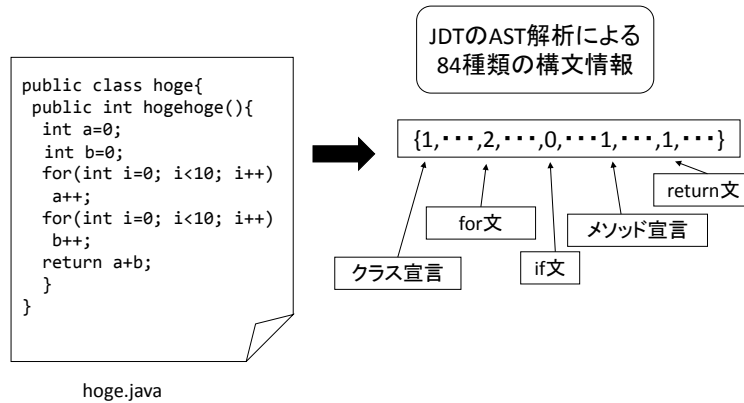 JDTのAST解析による
84種類の構文情報
public class hoge{
public int hogehoge(){
int a=0;
int b=0;
for(int i=0; i<10; i++)
a++;
for(int i=0; i<10; i++)
b++;
return a+b;
}
}
hoge.java
{1,･･･,2,･･･,0,･･･1,･･･,1,･･･}
return文
for文
メソッド宣言
クラス宣言
if文